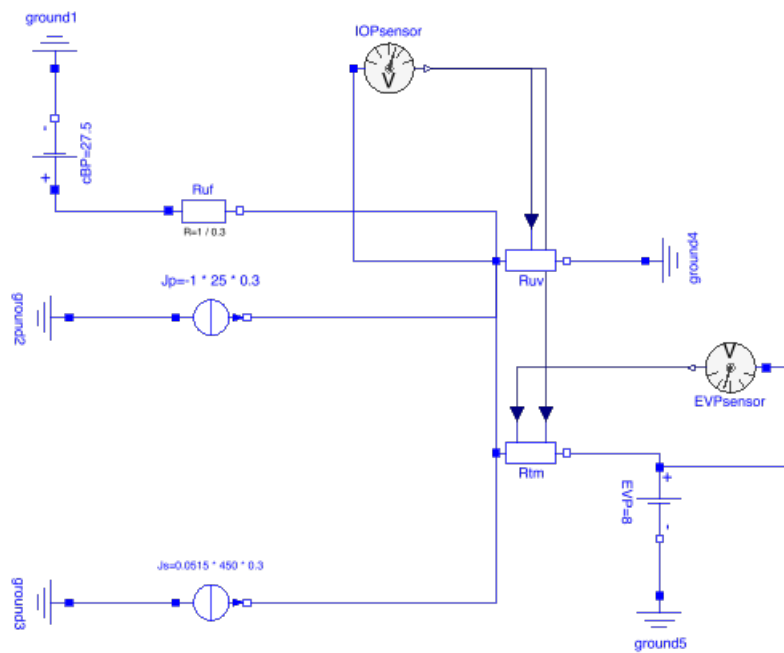 ground1
IOPsensor
V
-
+
cBP=27.5
Ruf
R=1 / 0.3
Ruv
ground4
Jp=-1 * 25 * 0.3
ground2
V
EVPsensor
Rtm
+
-
EVP=8
Js=0.0515 * 450 * 0.3
ground3
ground5